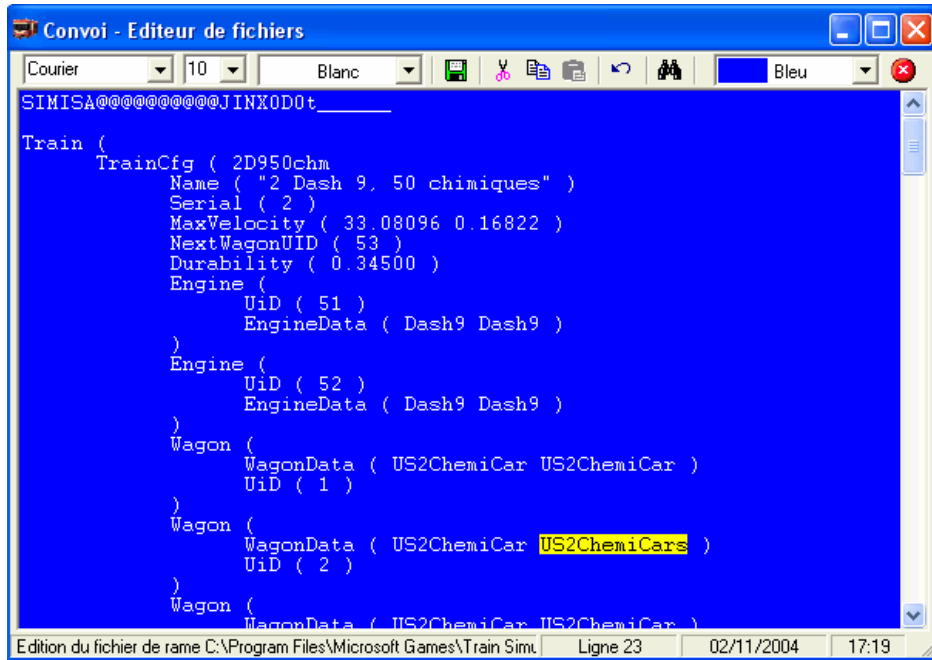 Convoi - Editeur de fichiers
Courier 10 Blanc Bleu
SIMISA@@@@@@@@@@JINX0D0t______
Train (
TrainCfg ( 2D950chm
Name ( "2 Dash 9, 50 chimiques" )
Serial ( 2 )
MaxVelocity ( 33.08096 0.16822 )
NextWagonUID ( 53 )
Durability ( 0.34500 )
Engine (
UiD ( 51 )
EngineData ( Dash9 Dash9 )
)
Engine (
UiD ( 52 )
EngineData ( Dash9 Dash9 )
)
Wagon (
WagonData ( US2ChemiCar US2ChemiCar )
UiD ( 1 )
)
Wagon (
WagonData ( US2ChemiCar US2ChemiCars )
UiD ( 2 )
)
Wagon (
WagonData ( US2ChemiCar US2ChemiCar )
Edition du fichier de rame C:\Program Files\Microsoft Games\Train Simu Ligne 23 02/11/2004 17:19